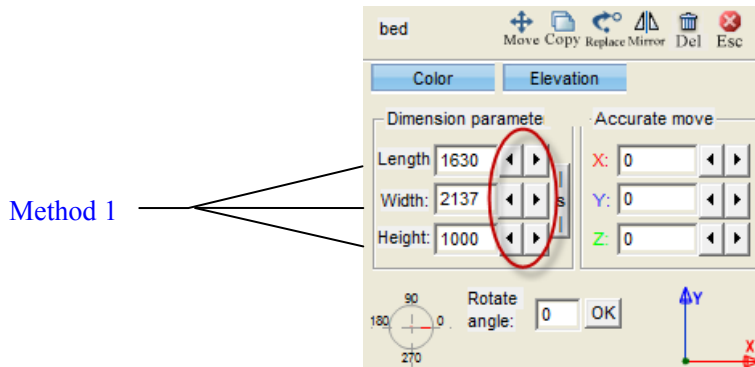 bed
Move Copy Replace Mirror Del Esc
Color Elevation
Dimension paramete Accurate move
Length 1630 X: 0
Method 1 Width: 2137 s Y: 0
Height: 1000 Z: 0
90 Rotate
180 0 angle: 0 OK Y
270 X